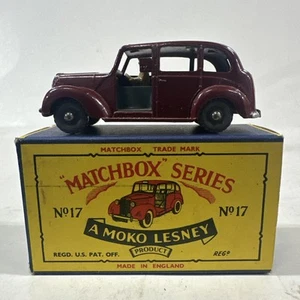 MATCHBOX TRADE MARK
"MATCHBOX" SERIES
No17 No17
A MOKO LESNEY
PRODUCT
REGD. U.S. PAT. OFF. REGD
MADE IN ENGLAND